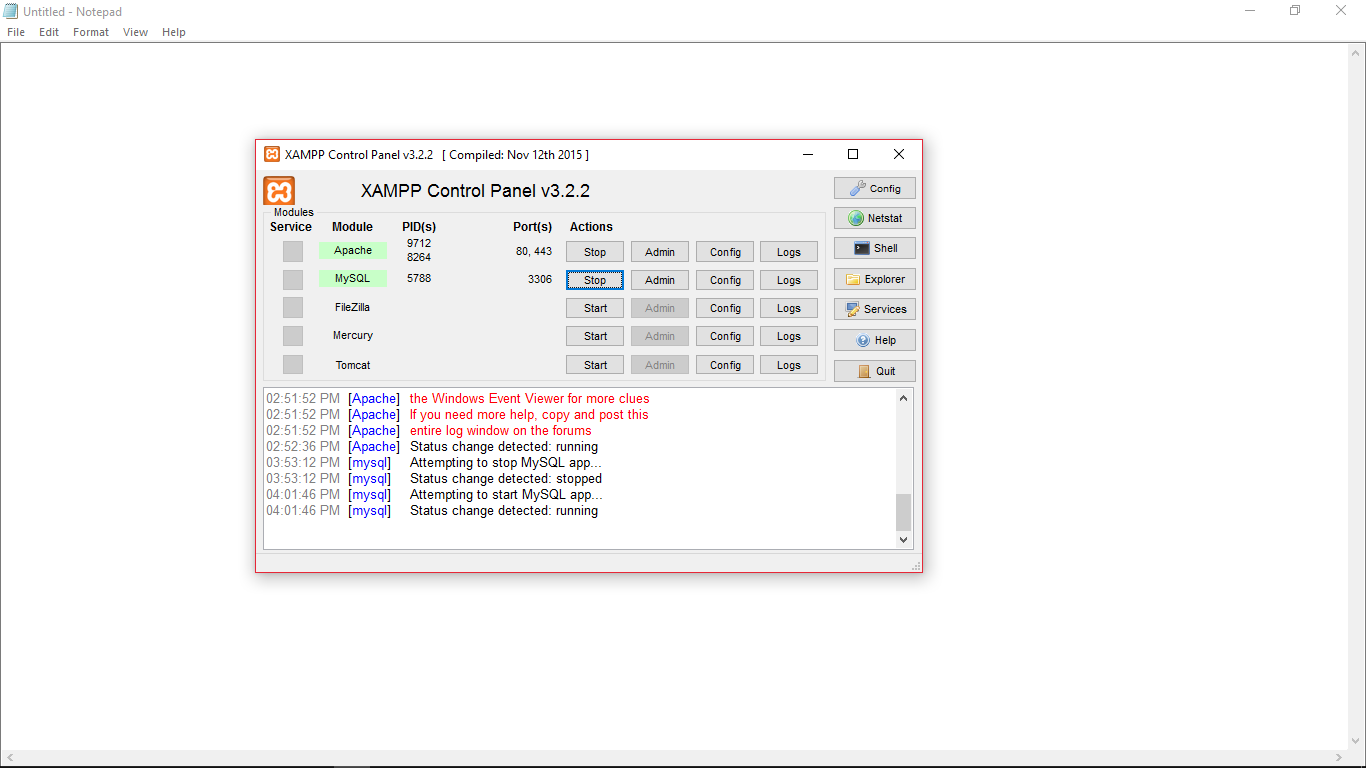 Untitled - Notepad
File Edit Format View Help
XAMPP Control Panel v3.2.2 [ Compiled: Nov 12th 2015 ]
XAMPP Control Panel v3.2.2
Config
Modules
Service Module PID(s) Port(s) Actions
Netstat
Apache 9712 8264 80, 443 Stop Admin Config Logs
Shell
MySQL 5788 3306 Stop Admin Config Logs
Explorer
FileZilla Start Admin Config Logs
Services
Mercury Start Admin Config Logs
Help
Tomcat Start Admin Config Logs
Quit
02:51:52 PM [Apache] the Windows Event Viewer for more clues
02:51:52 PM [Apache] If you need more help, copy and post this
02:51:52 PM [Apache] entire log window on the forums
02:52:36 PM [Apache] Status change detected: running
03:53:12 PM [mysql] Attempting to stop MySQL app...
03:53:12 PM [mysql] Status change detected: stopped
04:01:46 PM [mysql] Attempting to start MySQL app...
04:01:46 PM [mysql] Status change detected: running